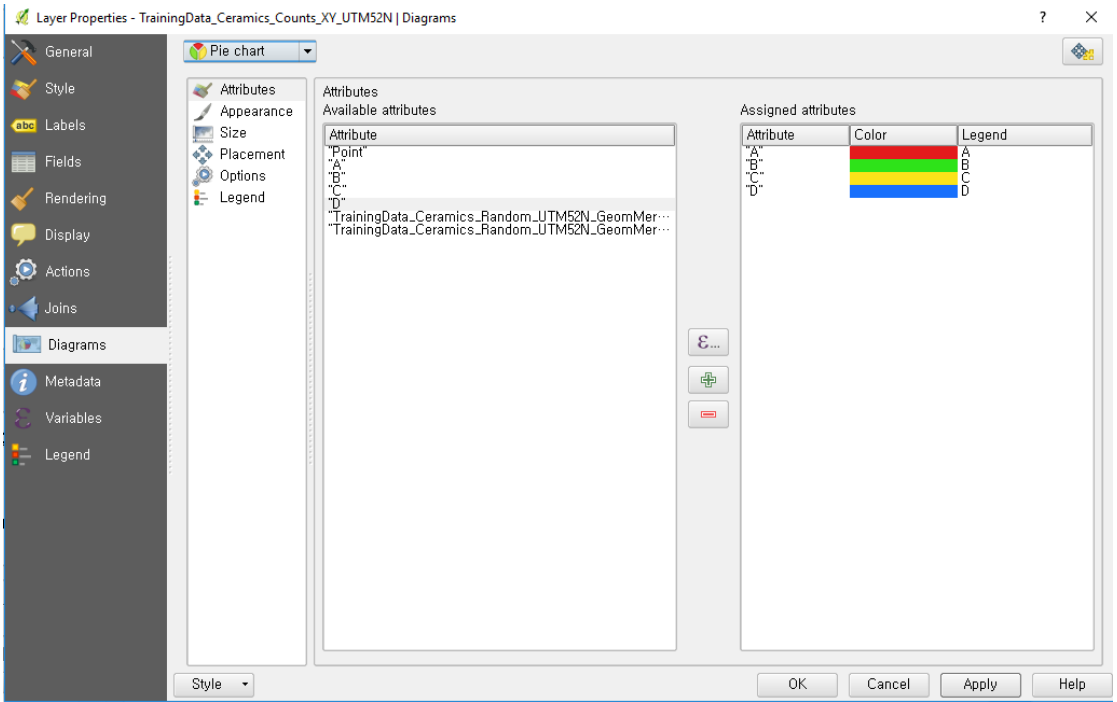 Layer Properties - TrainingData_Ceramics_Counts_XY_UTM52N | Diagrams
?
General
Style
abc Labels
Fields
Rendering
Display
Actions
Joins
Diagrams
Metadata
Variables
Legend
Pie chart
Attributes
Appearance
Size
Placement
Options
Legend
Attributes
Available attributes
Attribute
"Point"
"A"
"B"
"C"
"D"
"TrainingData_Ceramics_Random_UTM52N_GeomMer…
"TrainingData_Ceramics_Random_UTM52N_GeomMer…
ε...
Assigned attributes
Attribute Color Legend
"A" A
"B" B
"C" C
"D" D
Style
OK Cancel Apply Help